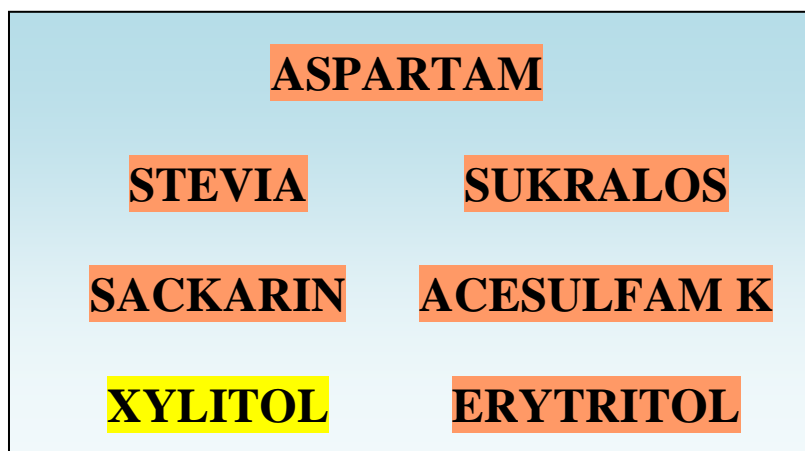 ASPARTAM
STEVIA SUKRALOS
SACKARIN ACESULFAM K
XYLITOL ERYTRITOL